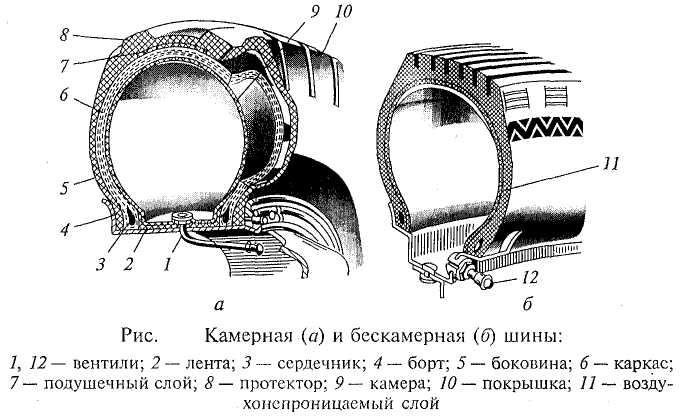 9
10
8
7
6
5
4
3
2
1
11
12
а
б
Рис. Камерная (а) и бескамерная (б) шины:
1, 12 — вентили; 2 — лента; 3 — сердечник; 4 — борт; 5 — боковина; 6 — каркас;
7 — подушечный слой; 8 — протектор; 9 — камера; 10 — покрышка; 11 — возду-
хонепроницаемый слой